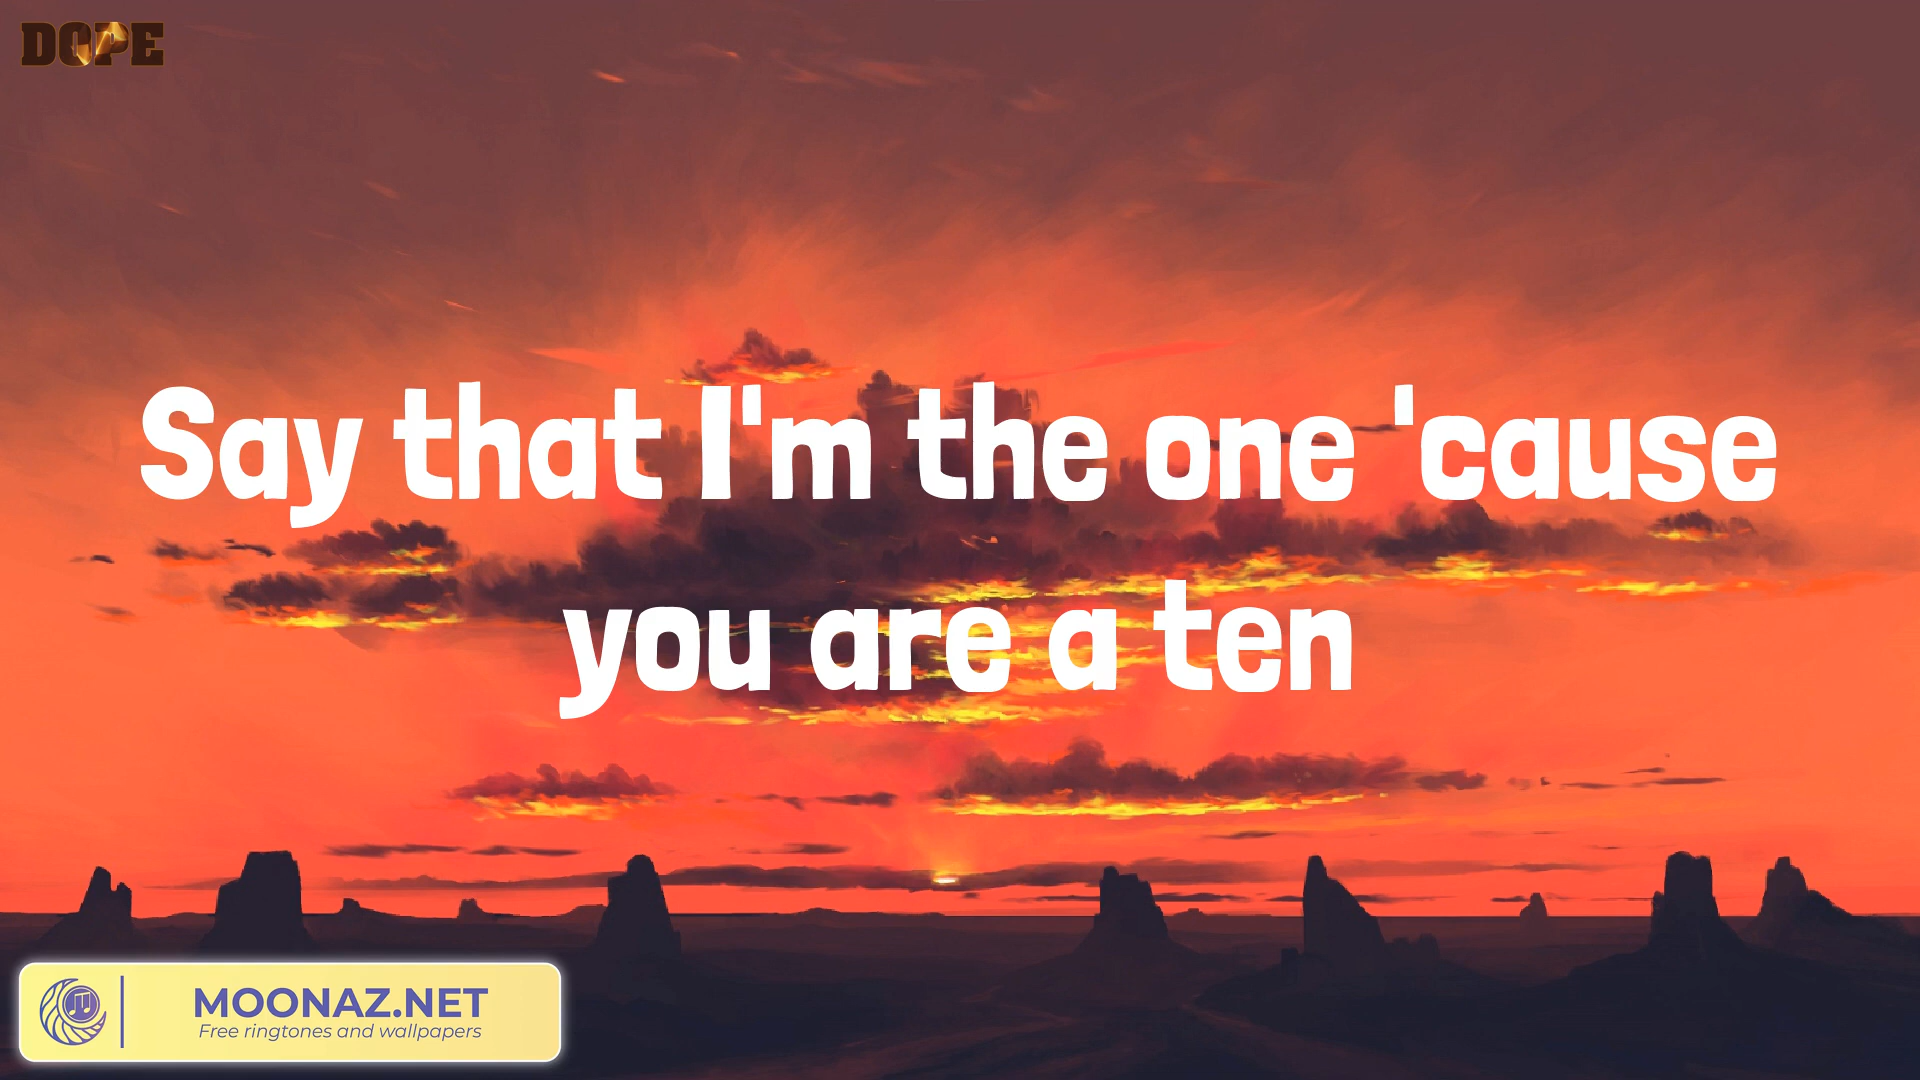 DOPE
Say that I'm the one 'cause
you are a ten
MOONAZ.NET
Free ringtones and wallpapers